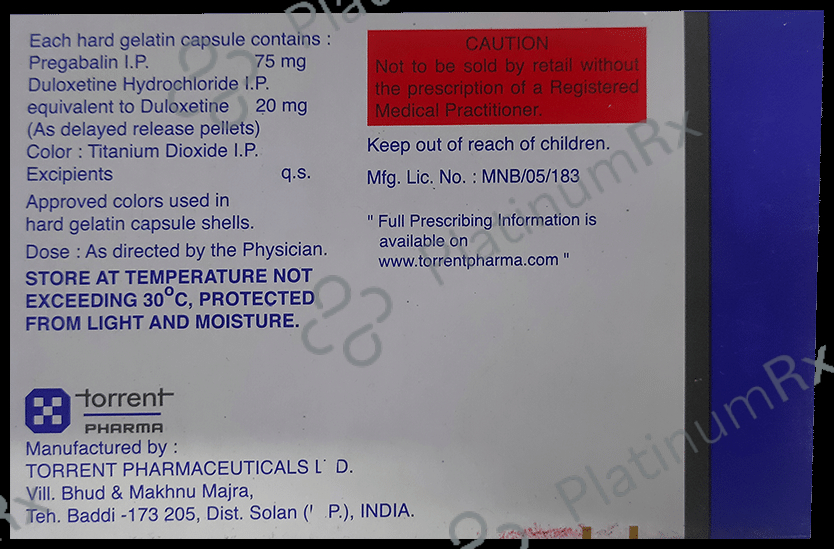 Each hard gelatin capsule contains :
Pregabalin I.P. 75 mg
Duloxetine Hydrochloride I.P.
equivalent to Duloxetine 20 mg
(As delayed release pellets)
Color : Titanium Dioxide I.P.
Excipients q.s.
Approved colors used in
hard gelatin capsule shells.
Dose : As directed by the Physician.
STORE AT TEMPERATURE NOT
EXCEEDING 30°C, PROTECTED
FROM LIGHT AND MOISTURE.
torrent
PHARMA
Manufactured by :
TORRENT PHARMACEUTICALS L D.
Vill. Bhud & Makhnu Majra,
Teh. Baddi -173 205, Dist. Solan ( P.), INDIA.
CAUTION
Not to be sold by retail without
the prescription of a Registered
Medical Practitioner.
Keep out of reach of children.
Mfg. Lic. No. : MNB/05/183
" Full Prescribing Information is
available on
www.torrentpharma.com "
PlatinumRx
PlatinumRx
PlatinumRx
Rx